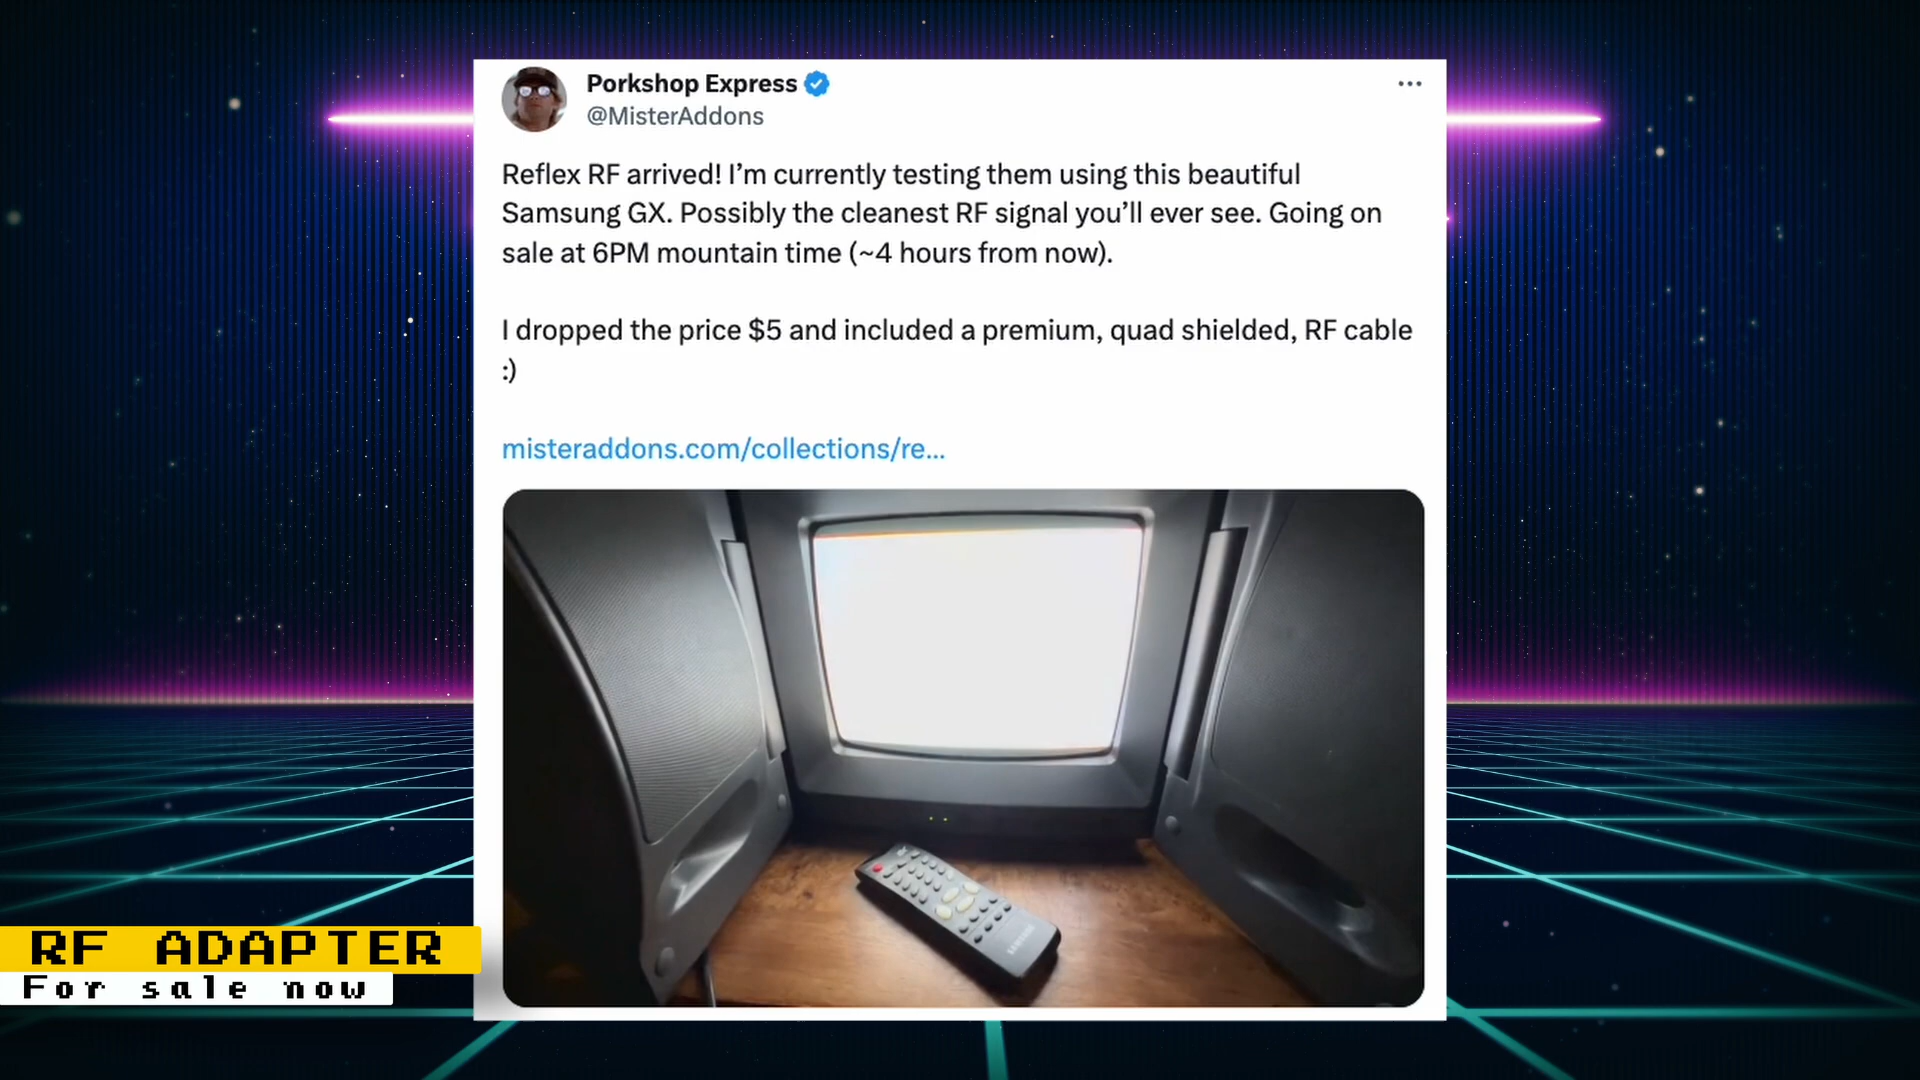 Porkshop Express
@MisterAddons
Reflex RF arrived! I’m currently testing them using this beautiful
Samsung GX. Possibly the cleanest RF signal you’ll ever see. Going on
sale at 6PM mountain time (~4 hours from now).
I dropped the price $5 and included a premium, quad shielded, RF cable
:)
misteraddons.com/collections/re...
SAMSUNG
RF ADAPTER
For sale now